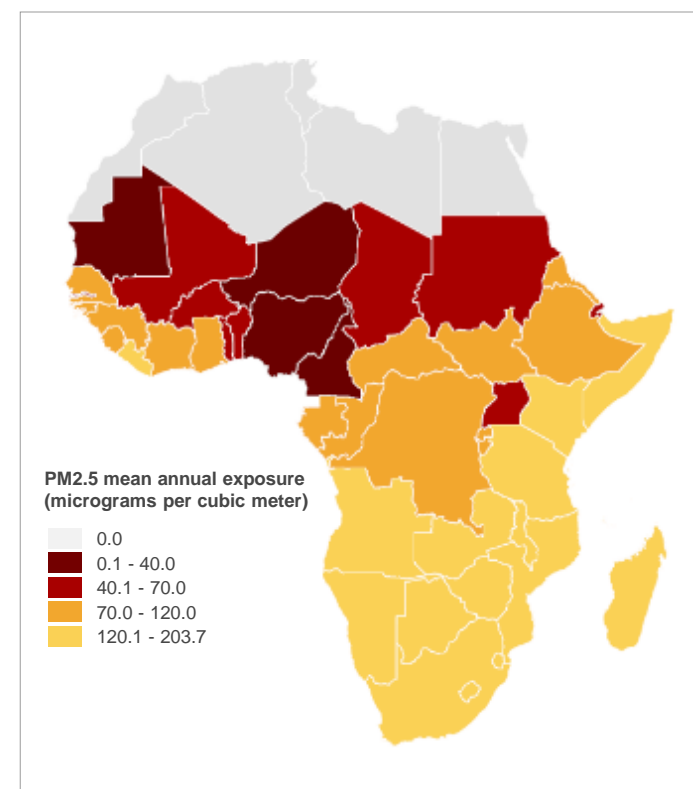 PM2.5 mean annual exposure
(micrograms per cubic meter)
0.0
0.1 - 40.0
40.1 - 70.0
70.0 - 120.0
120.1 - 203.7